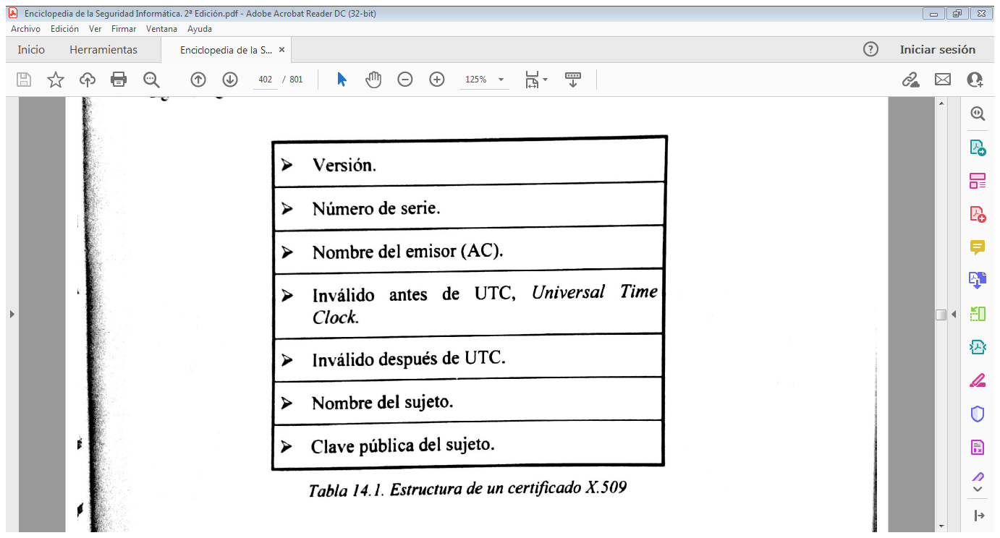 Enciclopedia de la Seguridad Informática. 2ª Edición.pdf - Adobe Acrobat Reader DC (32-bit)
Archivo Edición Ver Firmar Ventana Ayuda
Inicio Herramientas Enciclopedia de la S... × ? Iniciar sesión
402 / 801 125%
➤ Versión.
➤ Número de serie.
➤ Nombre del emisor (AC).
➤ Inválido antes de UTC, Universal Time
Clock.
➤ Inválido después de UTC.
➤ Nombre del sujeto.
➤ Clave pública del sujeto.
Tabla 14.1. Estructura de un certificado X.509